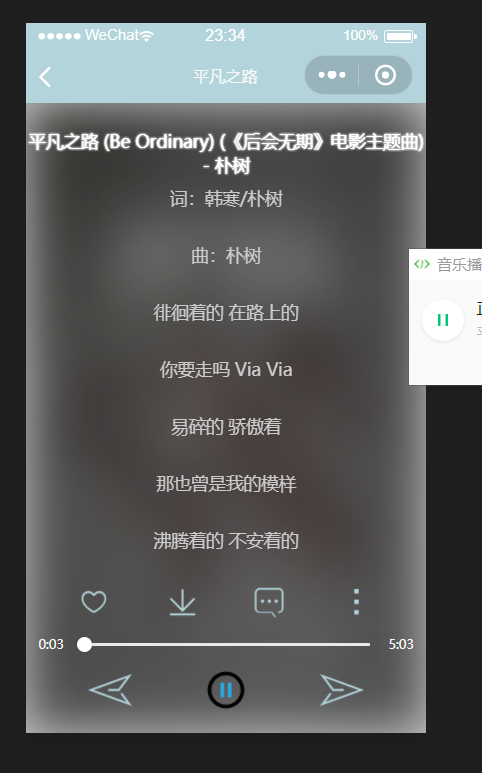 WeChat 23:34 100%
平凡之路
平凡之路 (Be Ordinary) (《后会无期》电影主题曲)
- 朴树
词：韩寒/朴树
曲：朴树
徘徊着的 在路上的
你要走吗 Via Via
易碎的 骄傲着
那也曾是我的模样
沸腾着的 不安着的
0:03 5:03
音乐播